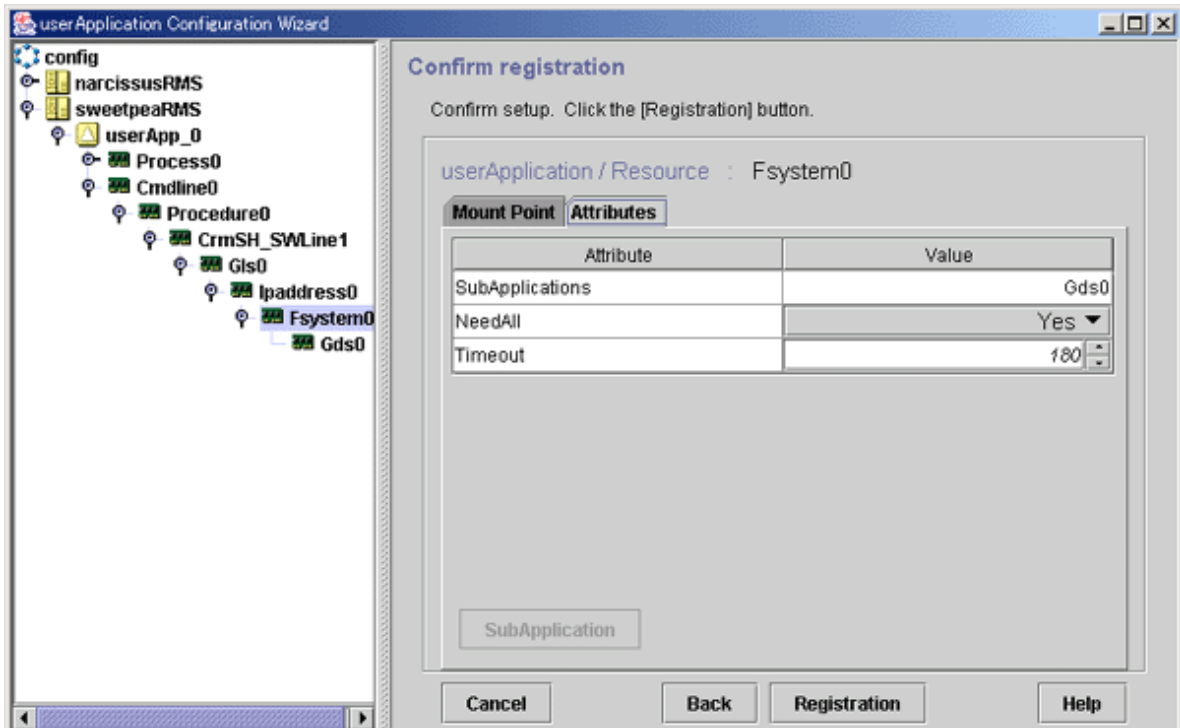 userApplication Configuration Wizard
config
narcissusRMS
sweetpeaRMS
userApp_0
Process0
Cmdline0
Procedure0
CrmSH_SWLine1
Gls0
Ipaddress0
Fsystem0
Gds0
Confirm registration
Confirm setup. Click the [Registration] button.
userApplication / Resource : Fsystem0
Mount Point Attributes
Attribute Value
SubApplications Gds0
NeedAll Yes
Timeout 180
SubApplication
Cancel Back Registration Help